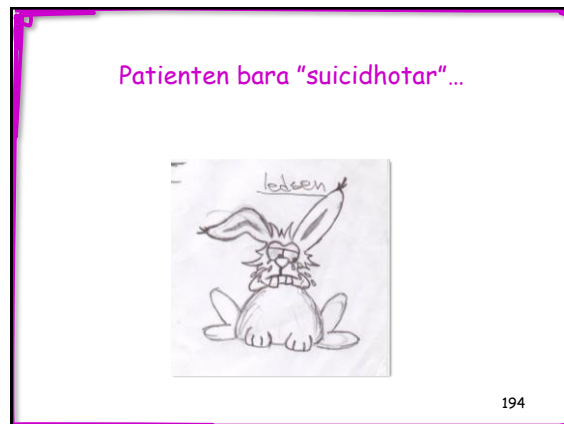 Patienten bara ”suicidhotar”…
ledsen
194